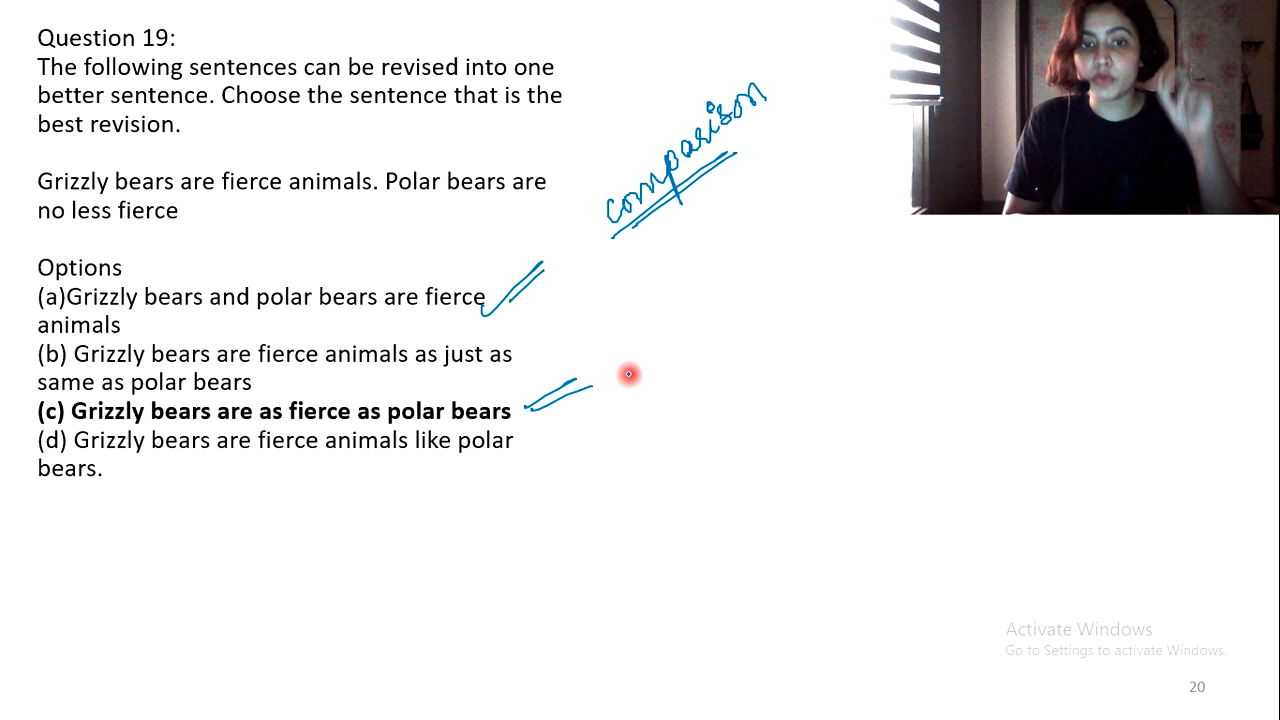 Question 19:
The following sentences can be revised into one
better sentence. Choose the sentence that is the
best revision.
Grizzly bears are fierce animals. Polar bears are
no less fierce
Options
(a)Grizzly bears and polar bears are fierce
animals
(b) Grizzly bears are fierce animals as just as
same as polar bears
(c) Grizzly bears are as fierce as polar bears
(d) Grizzly bears are fierce animals like polar
bears.
comparison
Activate Windows
Go to Settings to activate Windows.
20